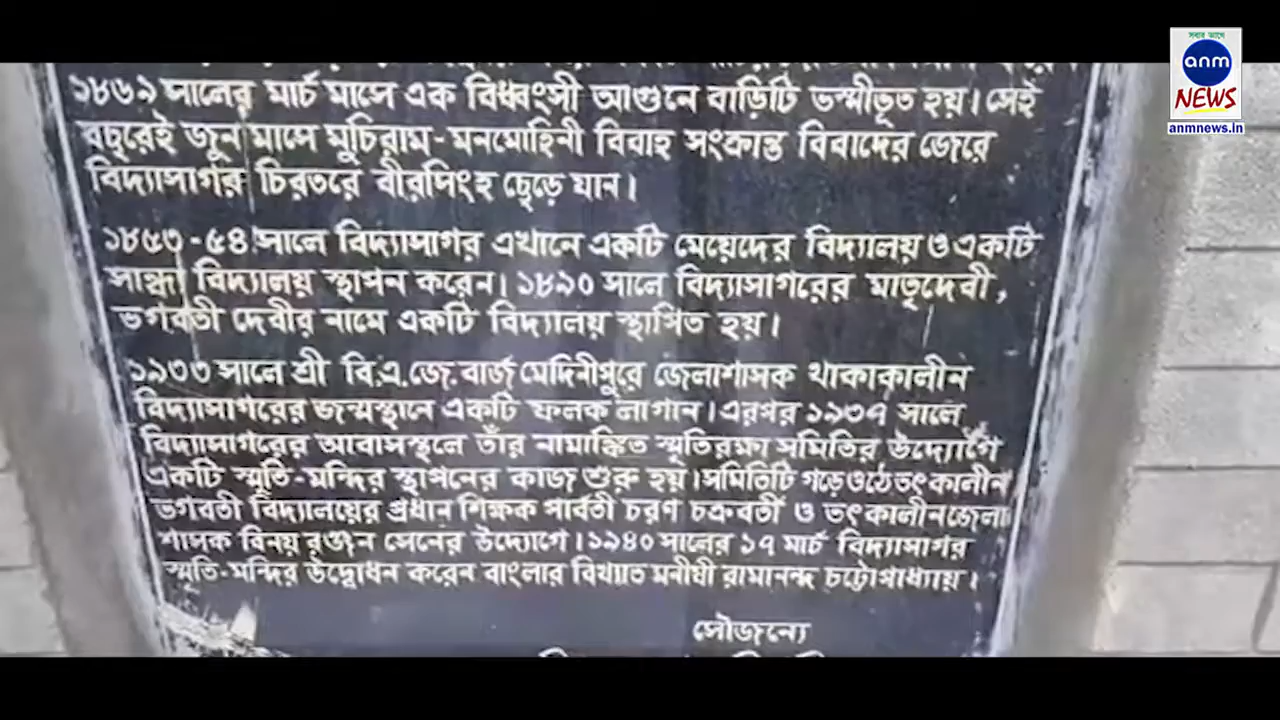 সবার আগে
anm
NEWS
anmnews.in
১৮৬৯ সালের মার্চ মাসে এক বিধ্বংসী আগুনে বাড়িটি ভস্মীভূত হয়। সেই
বছরেই জুন মাসে মুচিরাম-মনমোহিনী বিবাহ সংক্রান্ত বিবাদের জেরে
বিদ্যাসাগর চিরতরে বীরসিংহ ছেড়ে যান।
১৮৫৩-৫৪ সালে বিদ্যাসাগর এখানে একটি মেয়েদের বিদ্যালয় ও একটি
সান্ধ্য বিদ্যালয় স্থাপন করেন। ১৮৯০ সালে বিদ্যাসাগরের মাতৃদেবী,
ভগবতী দেবীর নামে একটি বিদ্যালয় স্থাপিত হয়।
১৯৩৩ সালে শ্রী বি.এ.জে.বার্জ মেদিনীপুরে জেলাশাসক থাকাকালীন
বিদ্যাসাগরের জন্মস্থানে একটি ফলক লাগান। এরপর ১৯৩৭ সালে
বিদ্যাসাগরের আবাসস্থলে তাঁর নামাঙ্কিত স্মৃতিরক্ষা সমিতির উদ্যোগে
একটি স্মৃতি-মন্দির স্থাপনের কাজ শুরু হয়। সমিতিটি গড়ে ওঠে তৎকালীন
ভগবতী বিদ্যালয়ের প্রধান শিক্ষক পার্বতী চরণ চক্রবর্তী ও তৎকালীন জেলা
শাসক বিনয় রঞ্জন সেনের উদ্যোগে। ১৯৪০ সালের ১৭ মার্চ বিদ্যাসাগর
স্মৃতি-মন্দির উদ্বোধন করেন বাংলার বিখ্যাত মনীষী রামানন্দ চট্টোপাধ্যায়।
সৌজন্যে